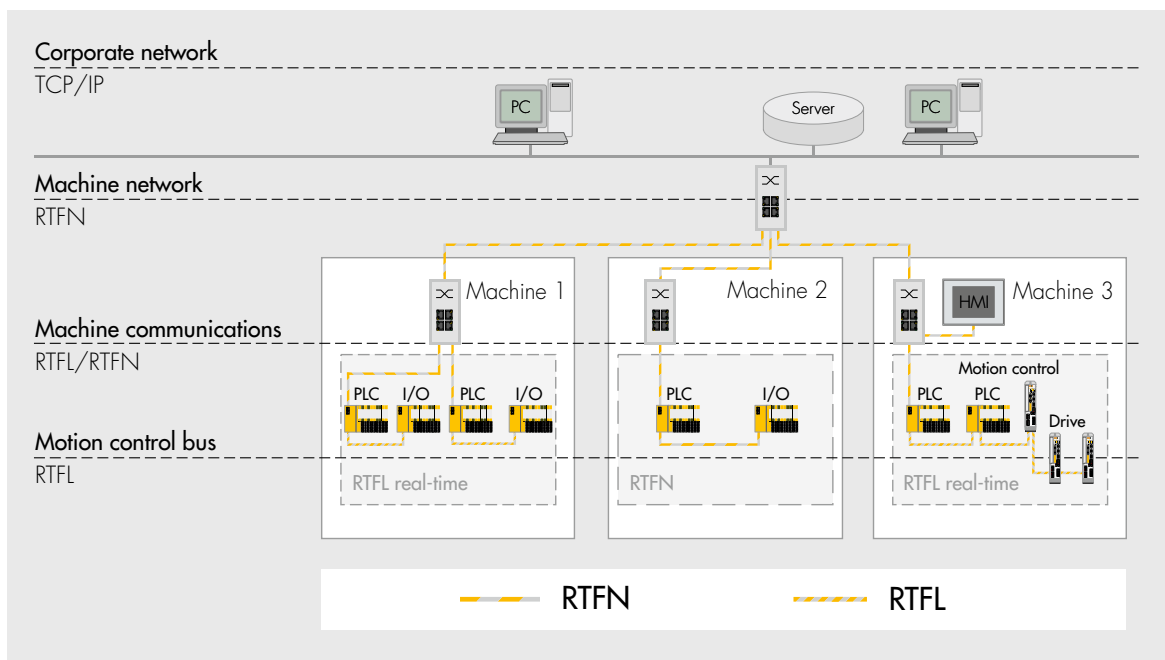 Corporate network
TCP/IP
PC
Server
PC
Machine network
RTFN
Machine 1
Machine 2
HMI
Machine 3
Machine communications
RTFL/RTFN
Motion control
PLC
I/O
PLC
I/O
PLC
I/O
PLC
PLC
Drive
Motion control bus
RTFL
RTFL real-time
RTFN
RTFL real-time
RTFN
RTFL